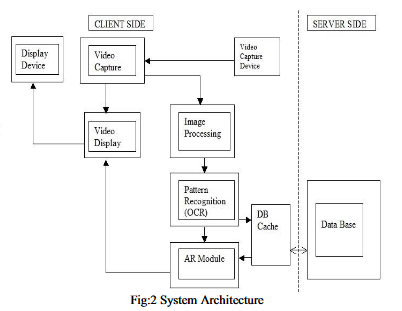 CLIENT SIDE
SERVER SIDE
Display
Device
Video
Capture
Video
Capture
Device
Video
Display
Image
Processing
Pattern
Recognition
(OCR)
DB
Cache
Data Base
AR Module
Fig:2 System Architecture